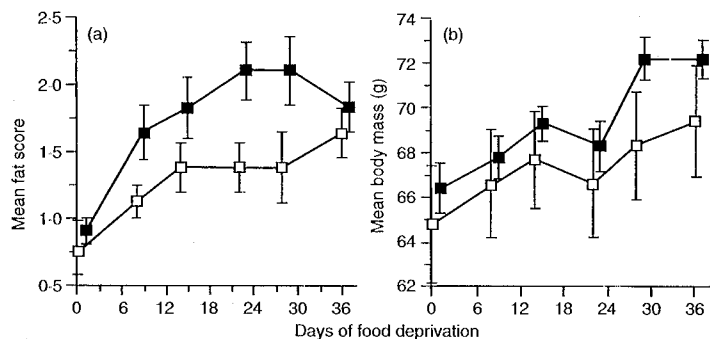 (a)
Mean fat score
2·5
2·0
1·5
1·0
0·5
0 6 12 18 24 30 36
(b)
Mean body mass (g)
74
72
70
68
66
64
62
0 6 12 18 24 30 36
Days of food deprivation